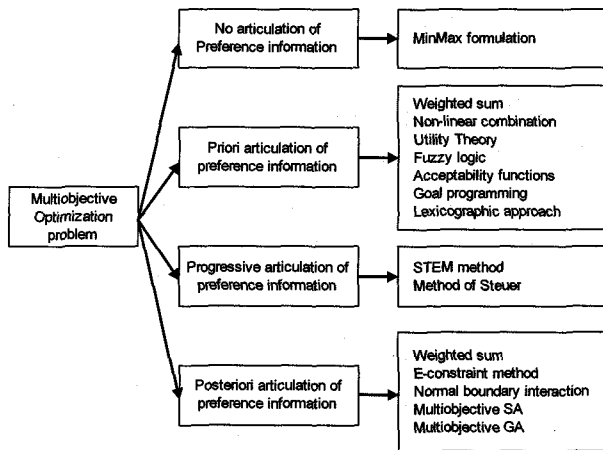 No articulation of
Preference information
MinMax formulation
Priori articulation of
preference information
Weighted sum
Non-linear combination
Utility Theory
Fuzzy logic
Acceptability functions
Goal programming
Lexicographic approach
Multiobjective
Optimization
problem
Progressive articulation of
preference information
STEM method
Method of Steuer
Posteriori articulation of
preference information
Weighted sum
E-constraint method
Normal boundary interaction
Multiobjective SA
Multiobjective GA